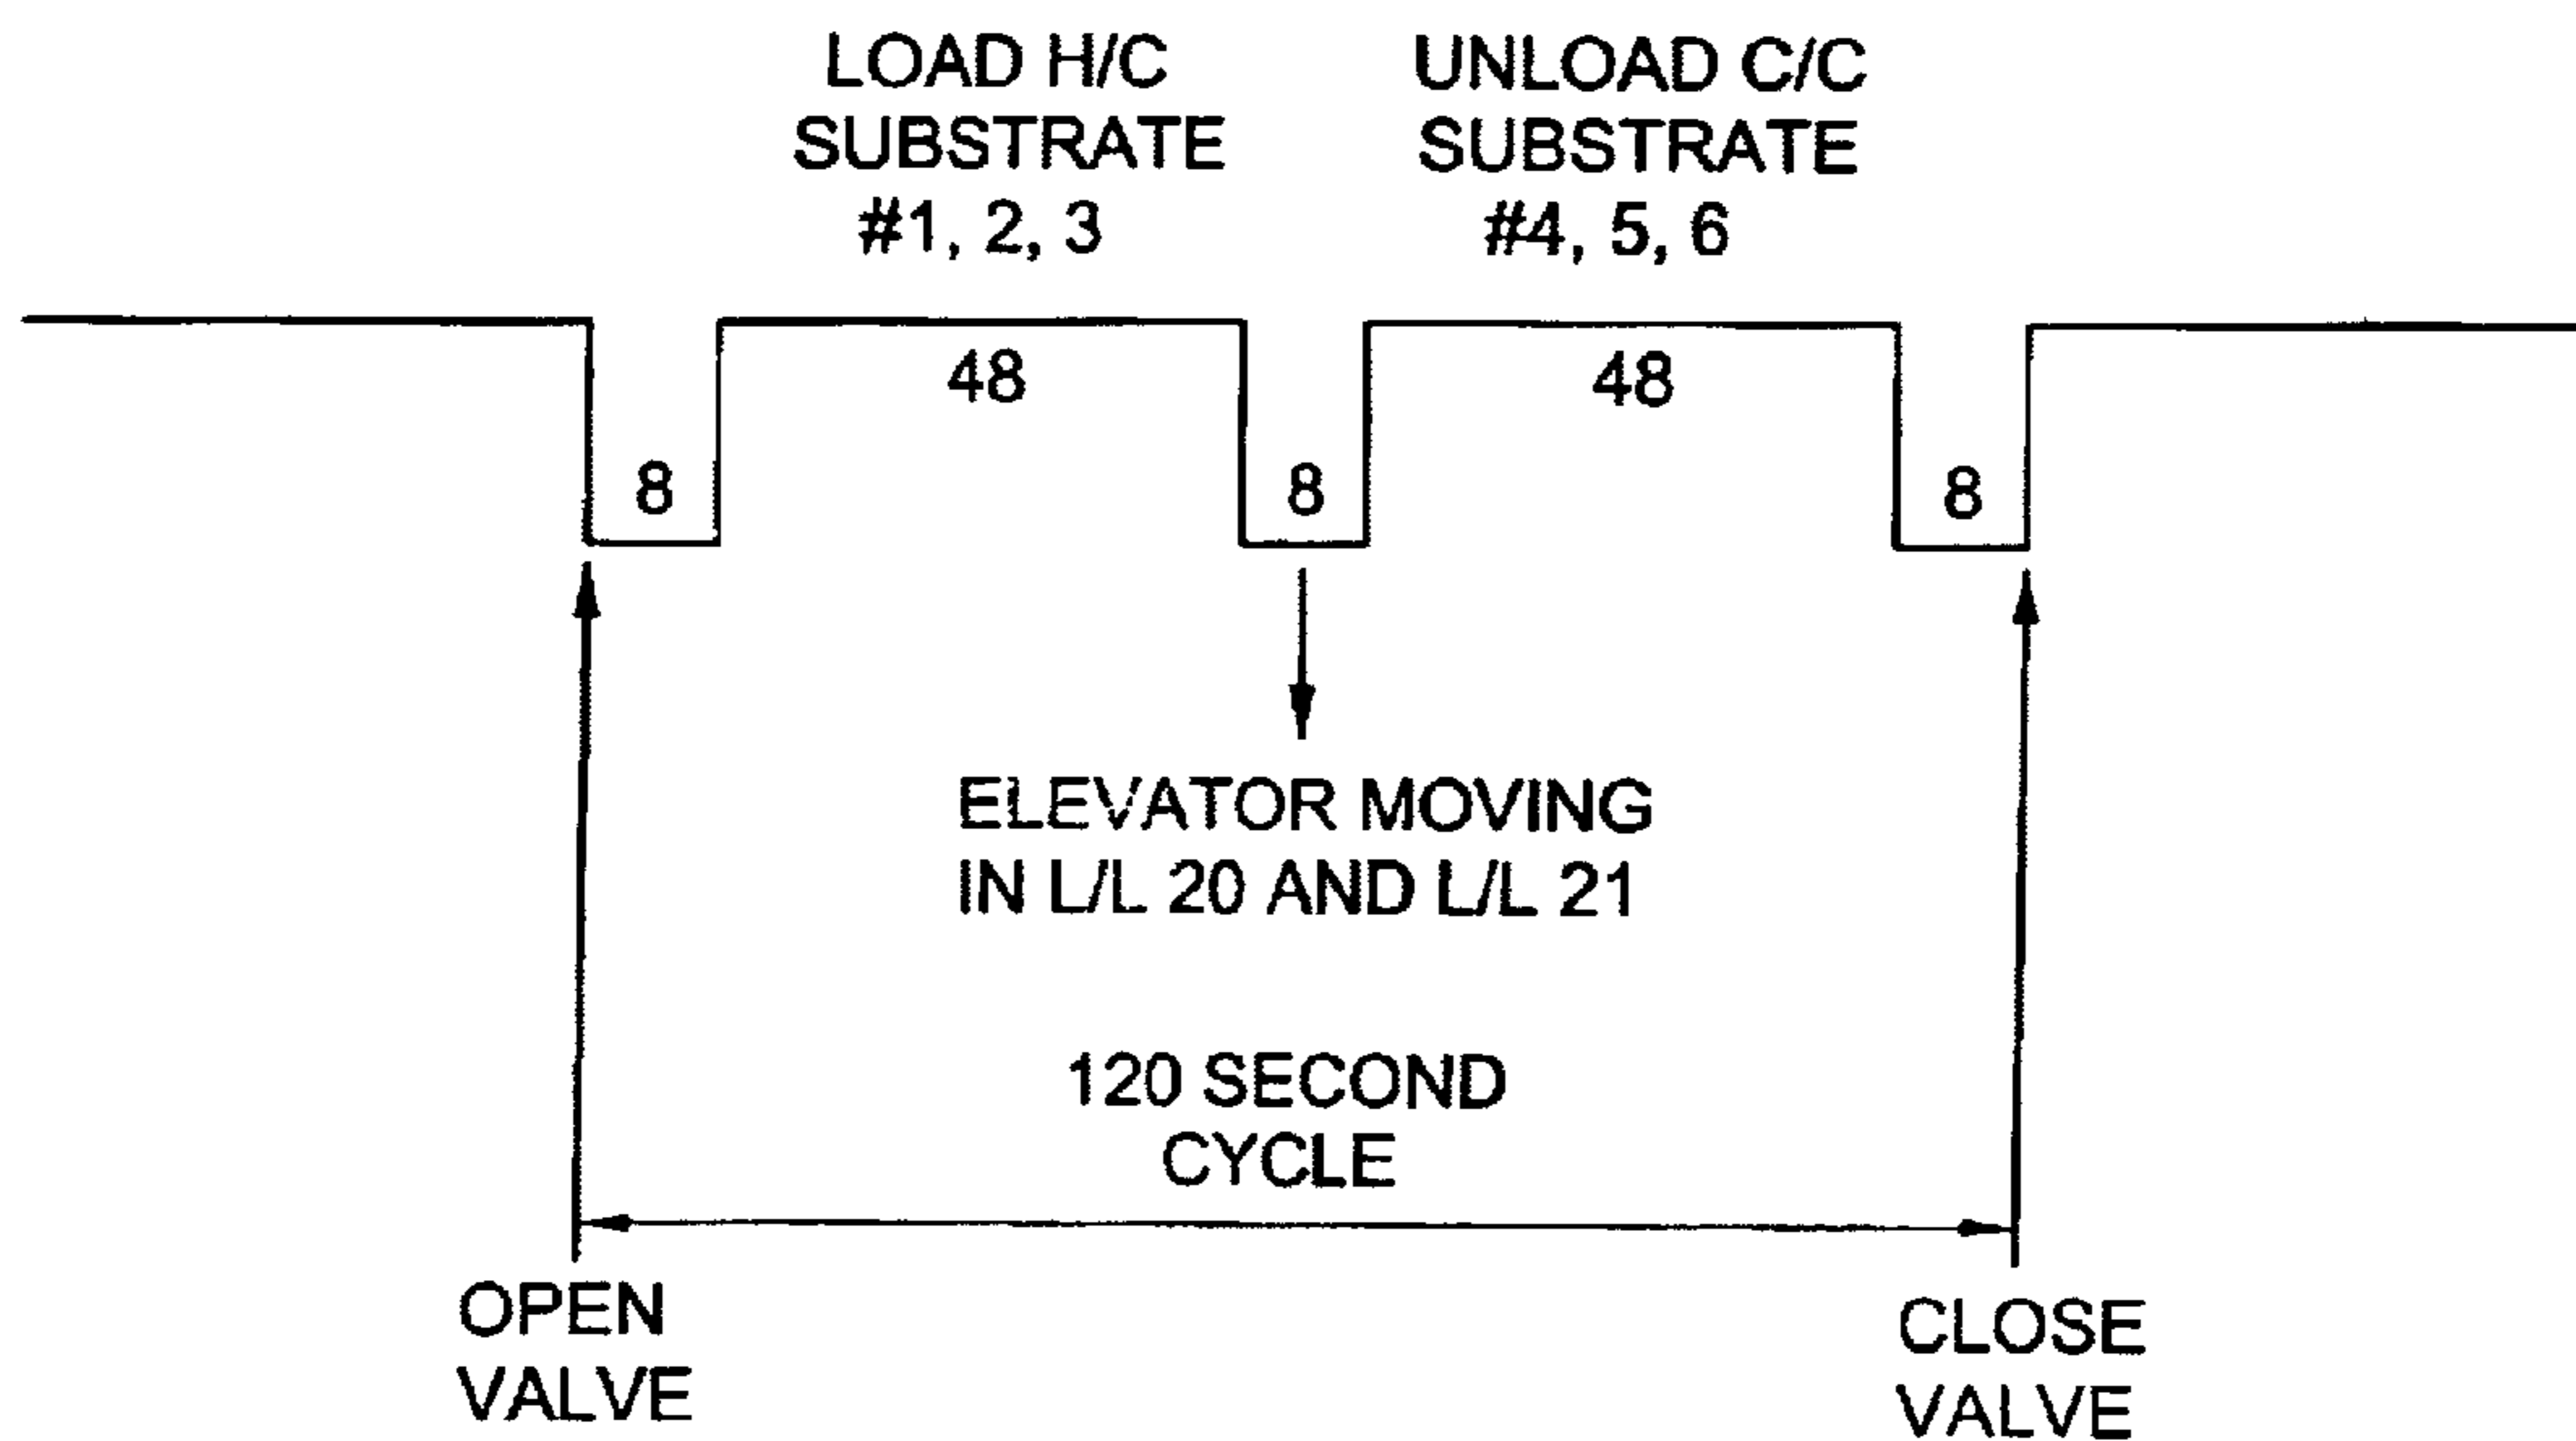 LOAD H/C
SUBSTRATE
#1, 2, 3
UNLOAD C/C
SUBSTRATE
#4, 5, 6
48
48
8
8
8
ELEVATOR MOVING
IN L/L 20 AND L/L 21
120 SECOND
CYCLE
OPEN
VALVE
CLOSE
VALVE